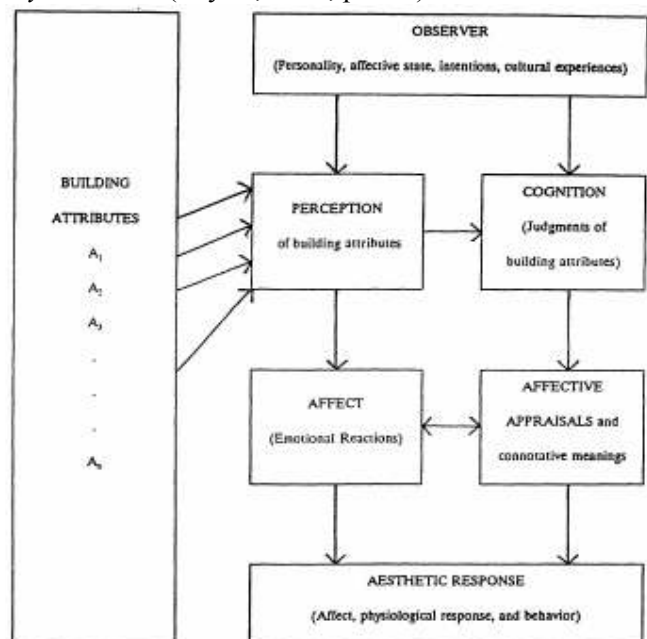 OBSERVER
(Personality, affective state, intentions, cultural experiences)
BUILDING
ATTRIBUTES
A₁
A₂
A₃
.
.
.
Aₙ
PERCEPTION
of building attributes
COGNITION
(Judgments of
building attributes)
AFFECT
(Emotional Reactions)
AFFECTIVE
APPRAISALS and
connotative meanings
AESTHETIC RESPONSE
(Affect, physiological response, and behavior)